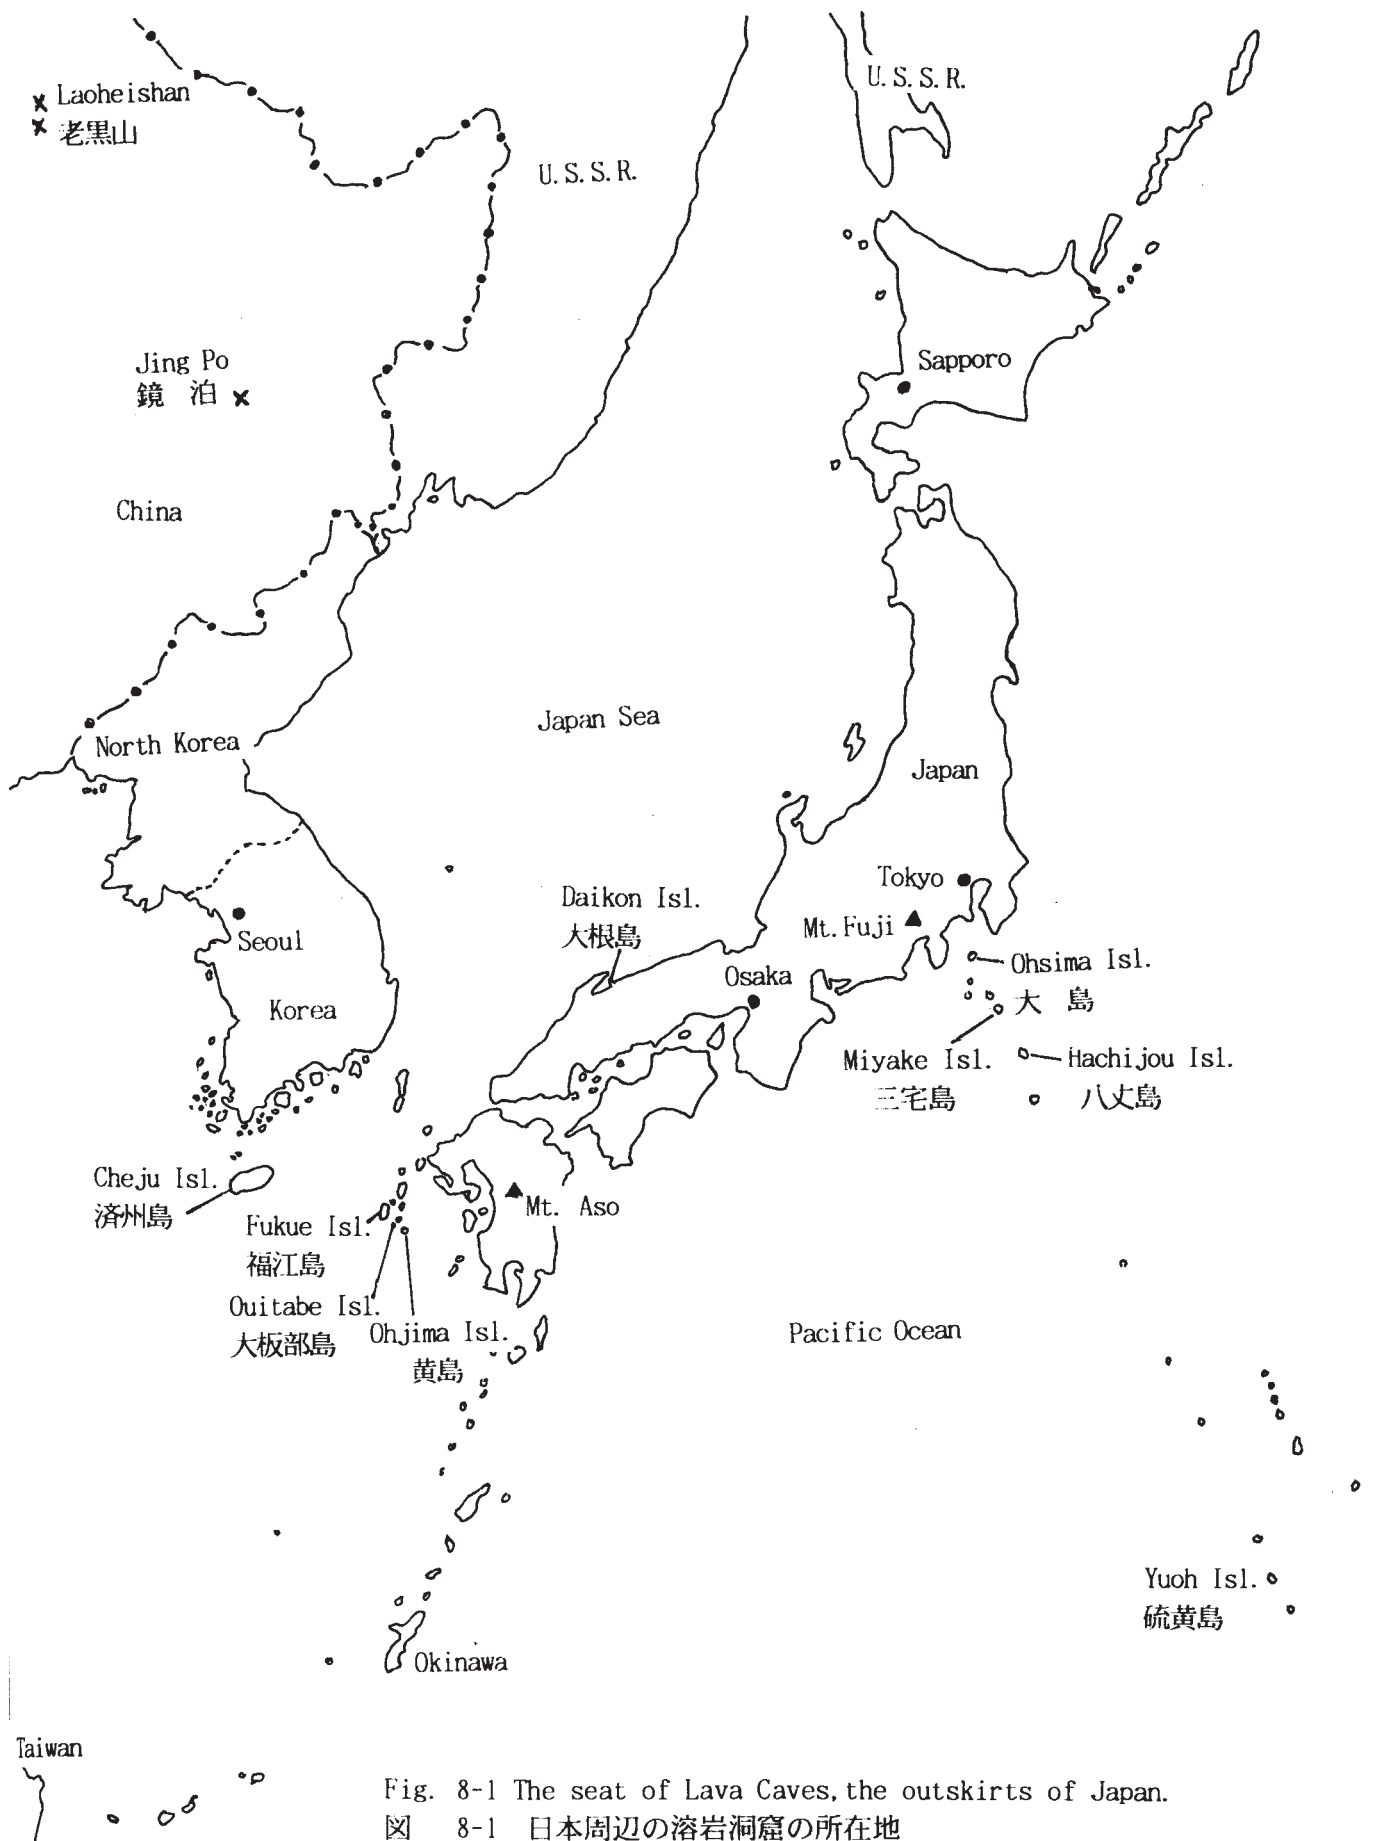 U.S.S.R.
Laoheishan
老黒山
U.S.S.R.
Jing Po
鏡 泊
Sapporo
China
Japan Sea
North Korea
Japan
Tokyo
Daikon Isl.
大根島
Mt.Fuji
Seoul
Ohsima Isl.
大 島
Osaka
Korea
Miyake Isl.
三宅島
Hachijou Isl.
八丈島
Cheju Isl.
済州島
Mt. Aso
Fukue Isl.
福江島
Ouitabe Isl.
大板部島
Ohjima Isl.
黄島
Pacific Ocean
Yuoh Isl.
硫黄島
Okinawa
Taiwan
Fig. 8-1 The seat of Lava Caves,the outskirts of Japan.
図 8-1 日本周辺の溶岩洞窟の所在地